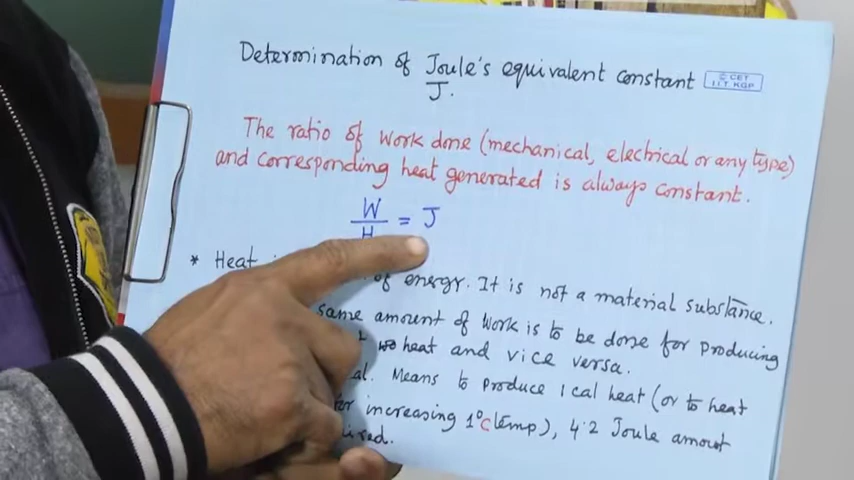 Determination of Joule's equivalent constant
© CET
IIT KGP
J.
The ratio of work done (mechanical, electrical or any type)
and corresponding heat generated is always constant.
W
H
= J
* Heat of energy. It is not a material substance.
same amount of work is to be done for producing
heat and vice versa.
al. Means to produce 1 cal heat (or to heat
for increasing 1°C temp), 4.2 Joule amount